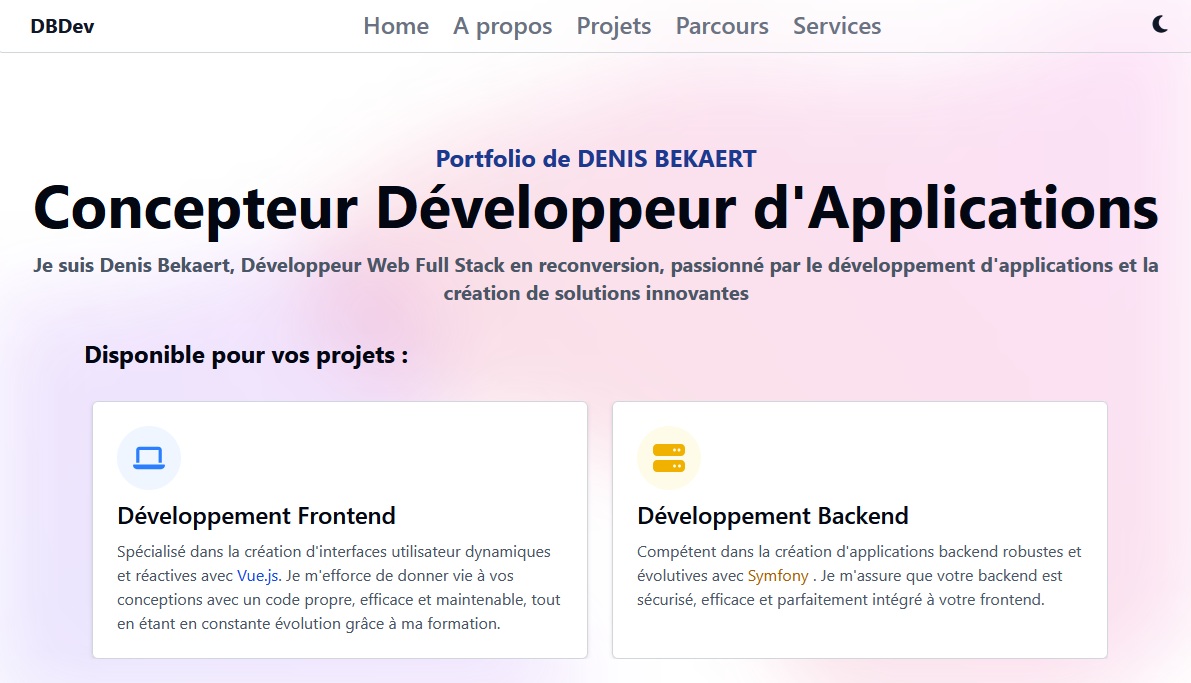 DBDev
Home A propos Projets Parcours Services
Portfolio de DENIS BEKAERT
Concepteur Développeur d'Applications
Je suis Denis Bekaert, Développeur Web Full Stack en reconversion, passionné par le développement d'applications et la
création de solutions innovantes
Disponible pour vos projets :
Développement Frontend
Spécialisé dans la création d'interfaces utilisateur dynamiques
et réactives avec Vue.js. Je m'efforce de donner vie à vos
conceptions avec un code propre, efficace et maintenable, tout
en étant en constante évolution grâce à ma formation.
Développement Backend
Compétent dans la création d'applications backend robustes et
évolutives avec Symfony . Je m'assure que votre backend est
sécurisé, efficace et parfaitement intégré à votre frontend.